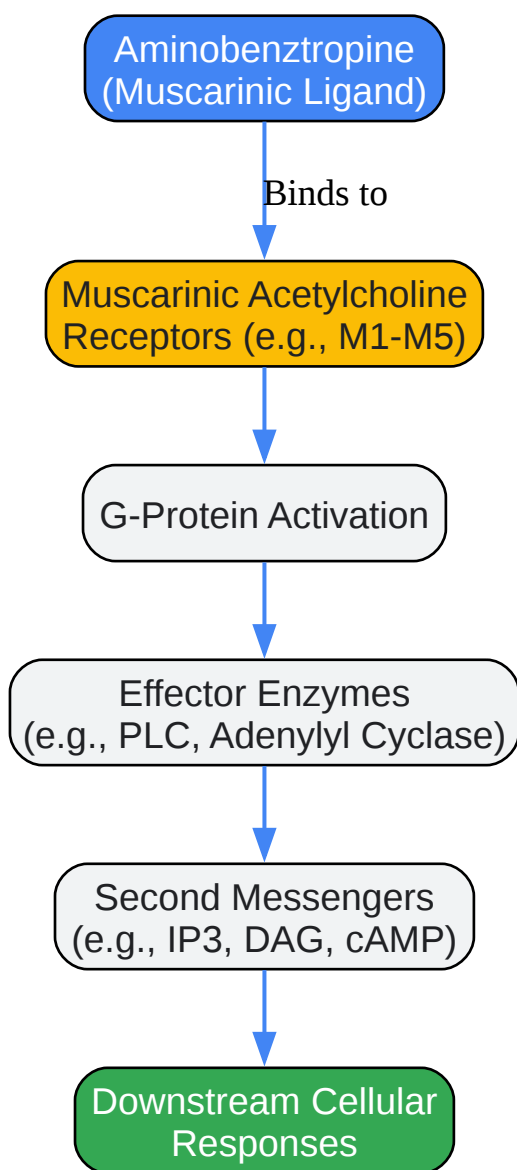 Aminobenztropine
(Muscarinic Ligand)
Binds to
Muscarinic Acetylcholine
Receptors (e.g., M1-M5)
G-Protein Activation
Effector Enzymes
(e.g., PLC, Adenylyl Cyclase)
Second Messengers
(e.g., IP3, DAG, cAMP)
Downstream Cellular
Responses